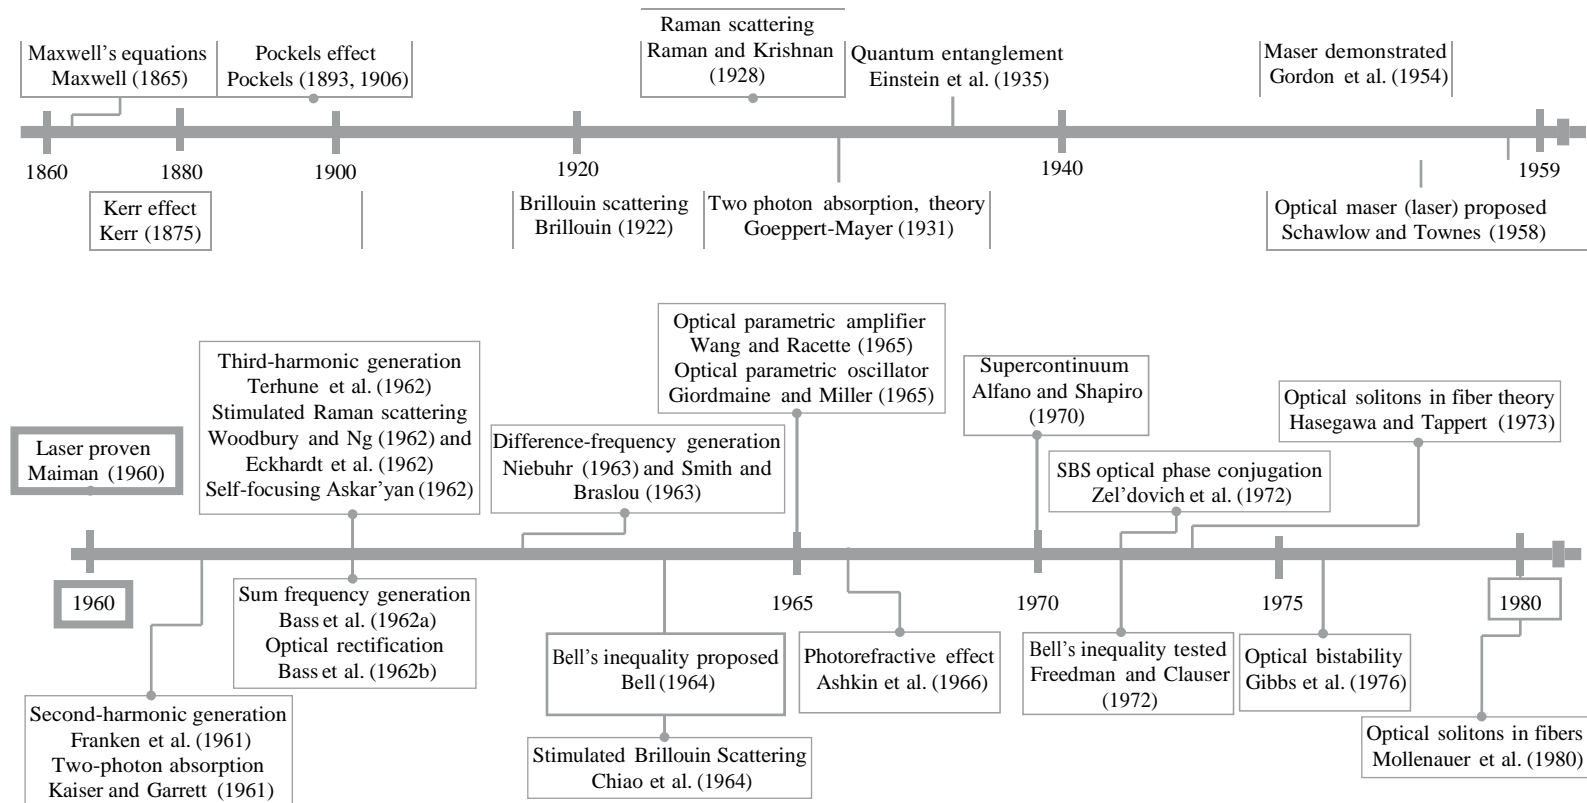 Maxwell's equations
Maxwell (1865)
Pockels effect
Pockels (1893, 1906)
Raman scattering
Raman and Krishnan
(1928)
Quantum entanglement
Einstein et al. (1935)
Maser demonstrated
Gordon et al. (1954)
1860
1880
1900
1920
1940
1959
Kerr effect
Kerr (1875)
Brillouin scattering
Brillouin (1922)
Two photon absorption, theory
Goeppert-Mayer (1931)
Optical maser (laser) proposed
Schawlow and Townes (1958)
Laser proven
Maiman (1960)
Third-harmonic generation
Terhune et al. (1962)
Stimulated Raman scattering
Woodbury and Ng (1962) and
Eckhardt et al. (1962)
Self-focusing Askar'yan (1962)
Difference-frequency generation
Niebuhr (1963) and Smith and
Braslou (1963)
Optical parametric amplifier
Wang and Racette (1965)
Optical parametric oscillator
Giordmaine and Miller (1965)
Supercontinuum
Alfano and Shapiro
(1970)
SBS optical phase conjugation
Zel'dovich et al. (1972)
Optical solitons in fiber theory
Hasegawa and Tappert (1973)
1960
1965
1970
1975
1980
Second-harmonic generation
Franken et al. (1961)
Two-photon absorption
Kaiser and Garrett (1961)
Sum frequency generation
Bass et al. (1962a)
Optical rectification
Bass et al. (1962b)
Bell's inequality proposed
Bell (1964)
Stimulated Brillouin Scattering
Chiao et al. (1964)
Photorefractive effect
Ashkin et al. (1966)
Bell's inequality tested
Freedman and Clauser
(1972)
Optical bistability
Gibbs et al. (1976)
Optical solitons in fibers
Mollenauer et al. (1980)